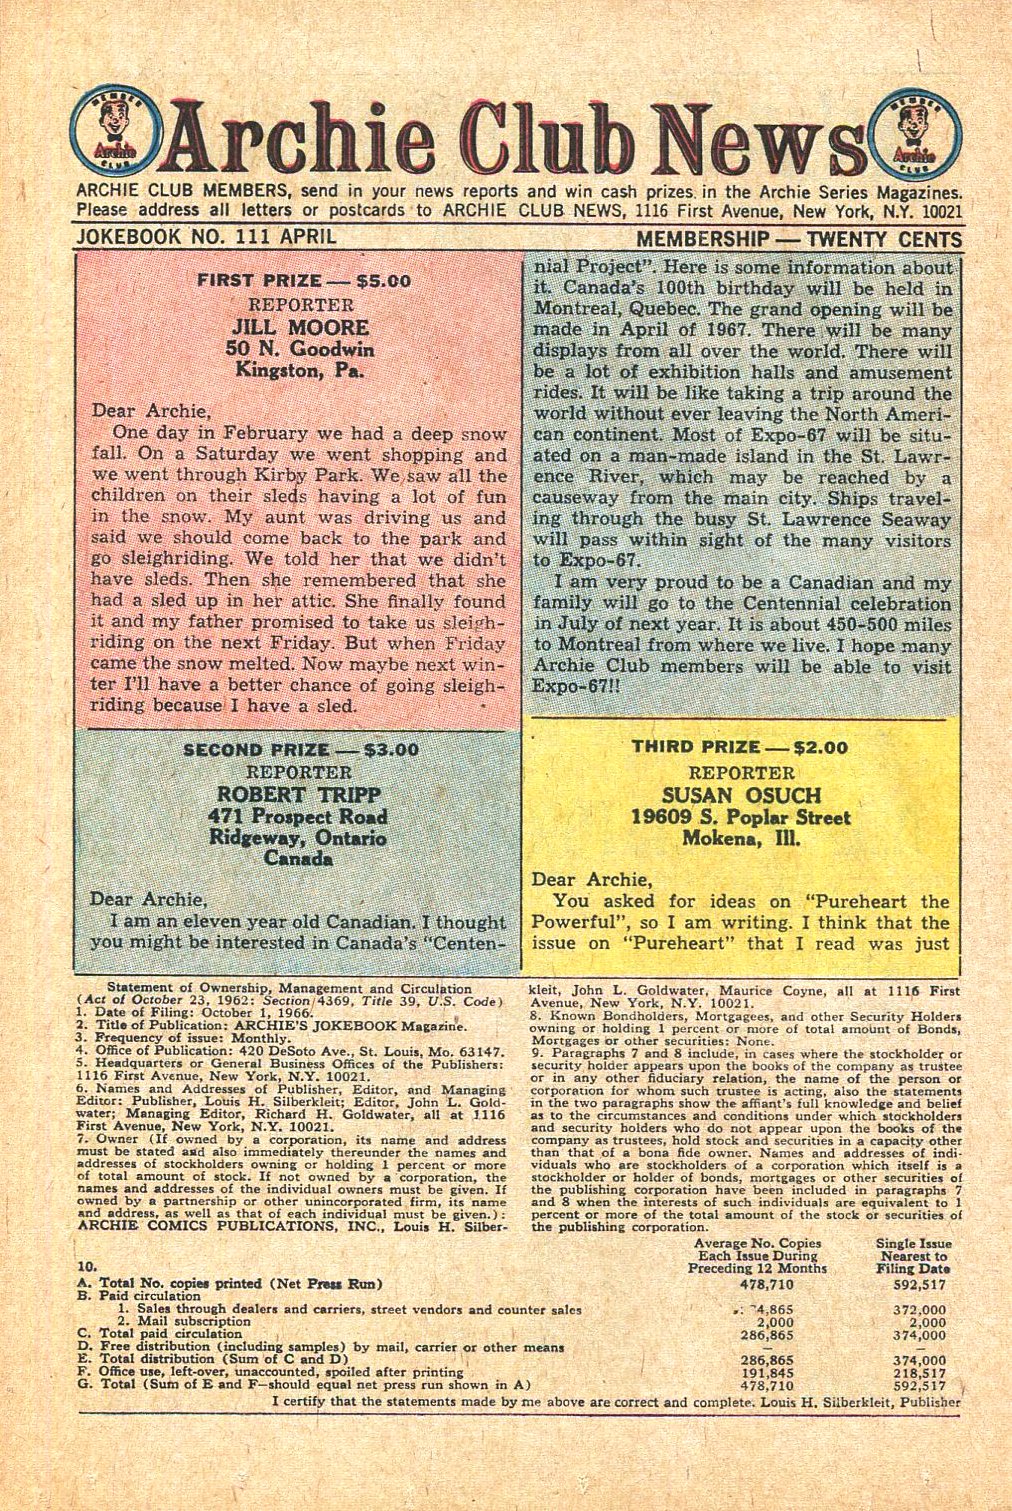 MEMBER Archie CLUB
Archie Club News
MEMBER Archie CLUB
ARCHIE CLUB MEMBERS, send in your news reports and win cash prizes in the Archie Series Magazines.
Please address all letters or postcards to ARCHIE CLUB NEWS, 1116 First Avenue, New York, N.Y. 10021
JOKEBOOK NO. 111 APRIL
MEMBERSHIP — TWENTY CENTS
FIRST PRIZE — $5.00
REPORTER
JILL MOORE
50 N. Goodwin
Kingston, Pa.
Dear Archie,
One day in February we had a deep snow
fall. On a Saturday we went shopping and
we went through Kirby Park. We saw all the
children on their sleds having a lot of fun
in the snow. My aunt was driving us and
said we should come back to the park and
go sleighriding. We told her that we didn't
have sleds. Then she remembered that she
had a sled up in her attic. She finally found
it and my father promised to take us sleigh-
riding on the next Friday. But when Friday
came the snow melted. Now maybe next win-
ter I'll have a better chance of going sleigh-
riding because I have a sled.
SECOND PRIZE — $3.00
REPORTER
ROBERT TRIPP
471 Prospect Road
Ridgeway, Ontario
Canada
Dear Archie,
I am an eleven year old Canadian. I thought
you might be interested in Canada's "Centen-
nial Project". Here is some information about
it. Canada's 100th birthday will be held in
Montreal, Quebec. The grand opening will be
made in April of 1967. There will be many
displays from all over the world. There will
be a lot of exhibition halls and amusement
rides. It will be like taking a trip around the
world without ever leaving the North Ameri-
can continent. Most of Expo-67 will be situ-
ated on a man-made island in the St. Lawr-
ence River, which may be reached by a
causeway from the main city. Ships travel-
ing through the busy St. Lawrence Seaway
will pass within sight of the many visitors
to Expo-67.
I am very proud to be a Canadian and my
family will go to the Centennial celebration
in July of next year. It is about 450-500 miles
to Montreal from where we live. I hope many
Archie Club members will be able to visit
Expo-67!!
THIRD PRIZE — $2.00
REPORTER
SUSAN OSUCH
19609 S. Poplar Street
Mokena, Ill.
Dear Archie,
You asked for ideas on "Pureheart the
Powerful", so I am writing. I think that the
issue on "Pureheart" that I read was just
Statement of Ownership, Management and Circulation
(Act of October 23, 1962: Section 4369, Title 39, U.S. Code)
1. Date of Filing: October 1, 1966.
2. Title of Publication: ARCHIE'S JOKEBOOK Magazine.
3. Frequency of issue: Monthly.
4. Office of Publication: 420 DeSoto Ave., St. Louis, Mo. 63147.
5. Headquarters or General Business Offices of the Publishers:
1116 First Avenue, New York, N.Y. 10021.
6. Names and Addresses of Publisher, Editor, and Managing
Editor: Publisher, Louis H. Silberkleit; Editor, John L. Gold-
water; Managing Editor, Richard H. Goldwater, all at 1116
First Avenue, New York, N.Y. 10021.
7. Owner (If owned by a corporation, its name and address
must be stated and also immediately thereunder the names and
addresses of stockholders owning or holding 1 percent or more
of total amount of stock. If not owned by a corporation, the
names and addresses of the individual owners must be given. If
owned by a partnership or other unincorporated firm, its name
and address, as well as that of each individual must be given.):
ARCHIE COMICS PUBLICATIONS, INC., Louis H. Silber-
kleit, John L. Goldwater, Maurice Coyne, all at 1116 First
Avenue, New York, N.Y. 10021.
8. Known Bondholders, Mortgagees, and other Security Holders
owning or holding 1 percent or more of total amount of Bonds,
Mortgages or other securities: None.
9. Paragraphs 7 and 8 include, in cases where the stockholder or
security holder appears upon the books of the company as trustee
or in any other fiduciary relation, the name of the person or
corporation for whom such trustee is acting, also the statements
in the two paragraphs show the affiant's full knowledge and belief
as to the circumstances and conditions under which stockholders
and security holders who do not appear upon the books of the
company as trustees, hold stock and securities in a capacity other
than that of a bona fide owner. Names and addresses of indi-
viduals who are stockholders of a corporation which itself is a
stockholder or holder of bonds, mortgages or other securities of
the publishing corporation have been included in paragraphs 7
and 8 when the interests of such individuals are equivalent to 1
percent or more of the total amount of the stock or securities of
the publishing corporation.
Average No. Copies Single Issue
Each Issue During Nearest to
10. Preceding 12 Months Filing Date
A. Total No. copies printed (Net Press Run) 478,710 592,517
B. Paid circulation
1. Sales through dealers and carriers, street vendors and counter sales 4,865 372,000
2. Mail subscription 2,000 2,000
C. Total paid circulation 286,865 374,000
D. Free distribution (including samples) by mail, carrier or other means — —
E. Total distribution (Sum of C and D) 286,865 374,000
F. Office use, left-over, unaccounted, spoiled after printing 191,845 218,517
G. Total (Sum of E and F—should equal net press run shown in A) 478,710 592,517
I certify that the statements made by me above are correct and complete. Louis H. Silberkleit, Publisher